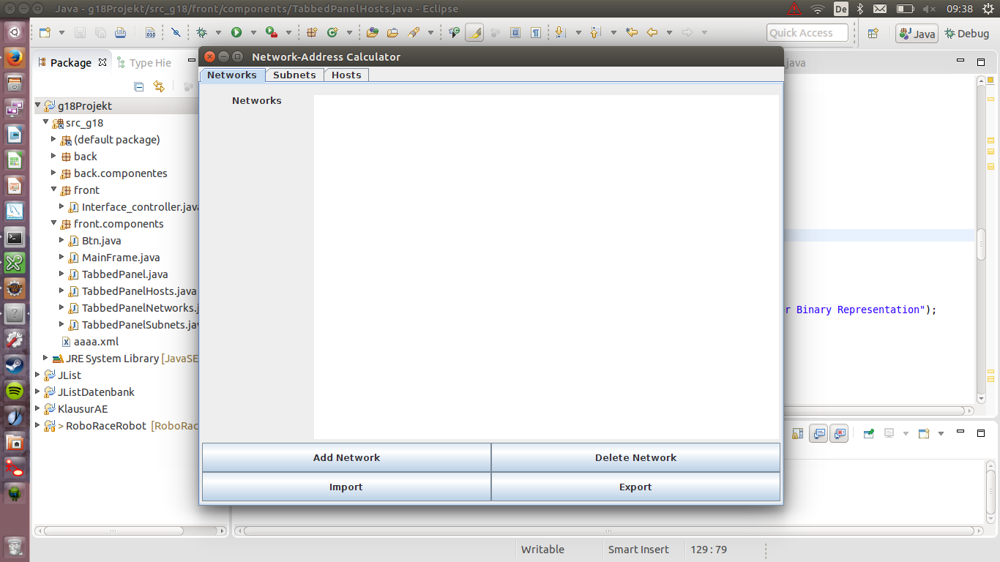 Java - g18Projekt/src_g18/front/components/TabbedPanelHosts.java - Eclipse
De
09:38
Quick Access
Java
Debug
Package
Type Hie
.java
Network-Address Calculator
Networks
Subnets
Hosts
Networks
g18Projekt
src_g18
(default package)
back
back.componentes
front
Interface_controller.java
front.components
Btn.java
MainFrame.java
TabbedPanel.java
TabbedPanelHosts.java
TabbedPanelNetworks.j
TabbedPanelSubnets.jav
aaaa.xml
JRE System Library [JavaSE
JList
JListDatenbank
KlausurAE
> RoboRaceRobot [RoboRac
r Binary Representation");
Add Network
Delete Network
Import
Export
Writable
Smart Insert
129 : 79